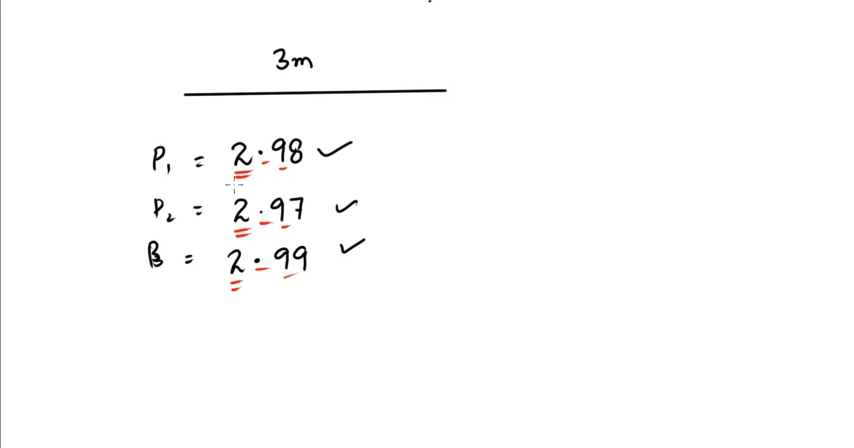 3m
P₁ = 2.98 ✓
P₂ = 2.97 ✓
P₃ = 2.99 ✓